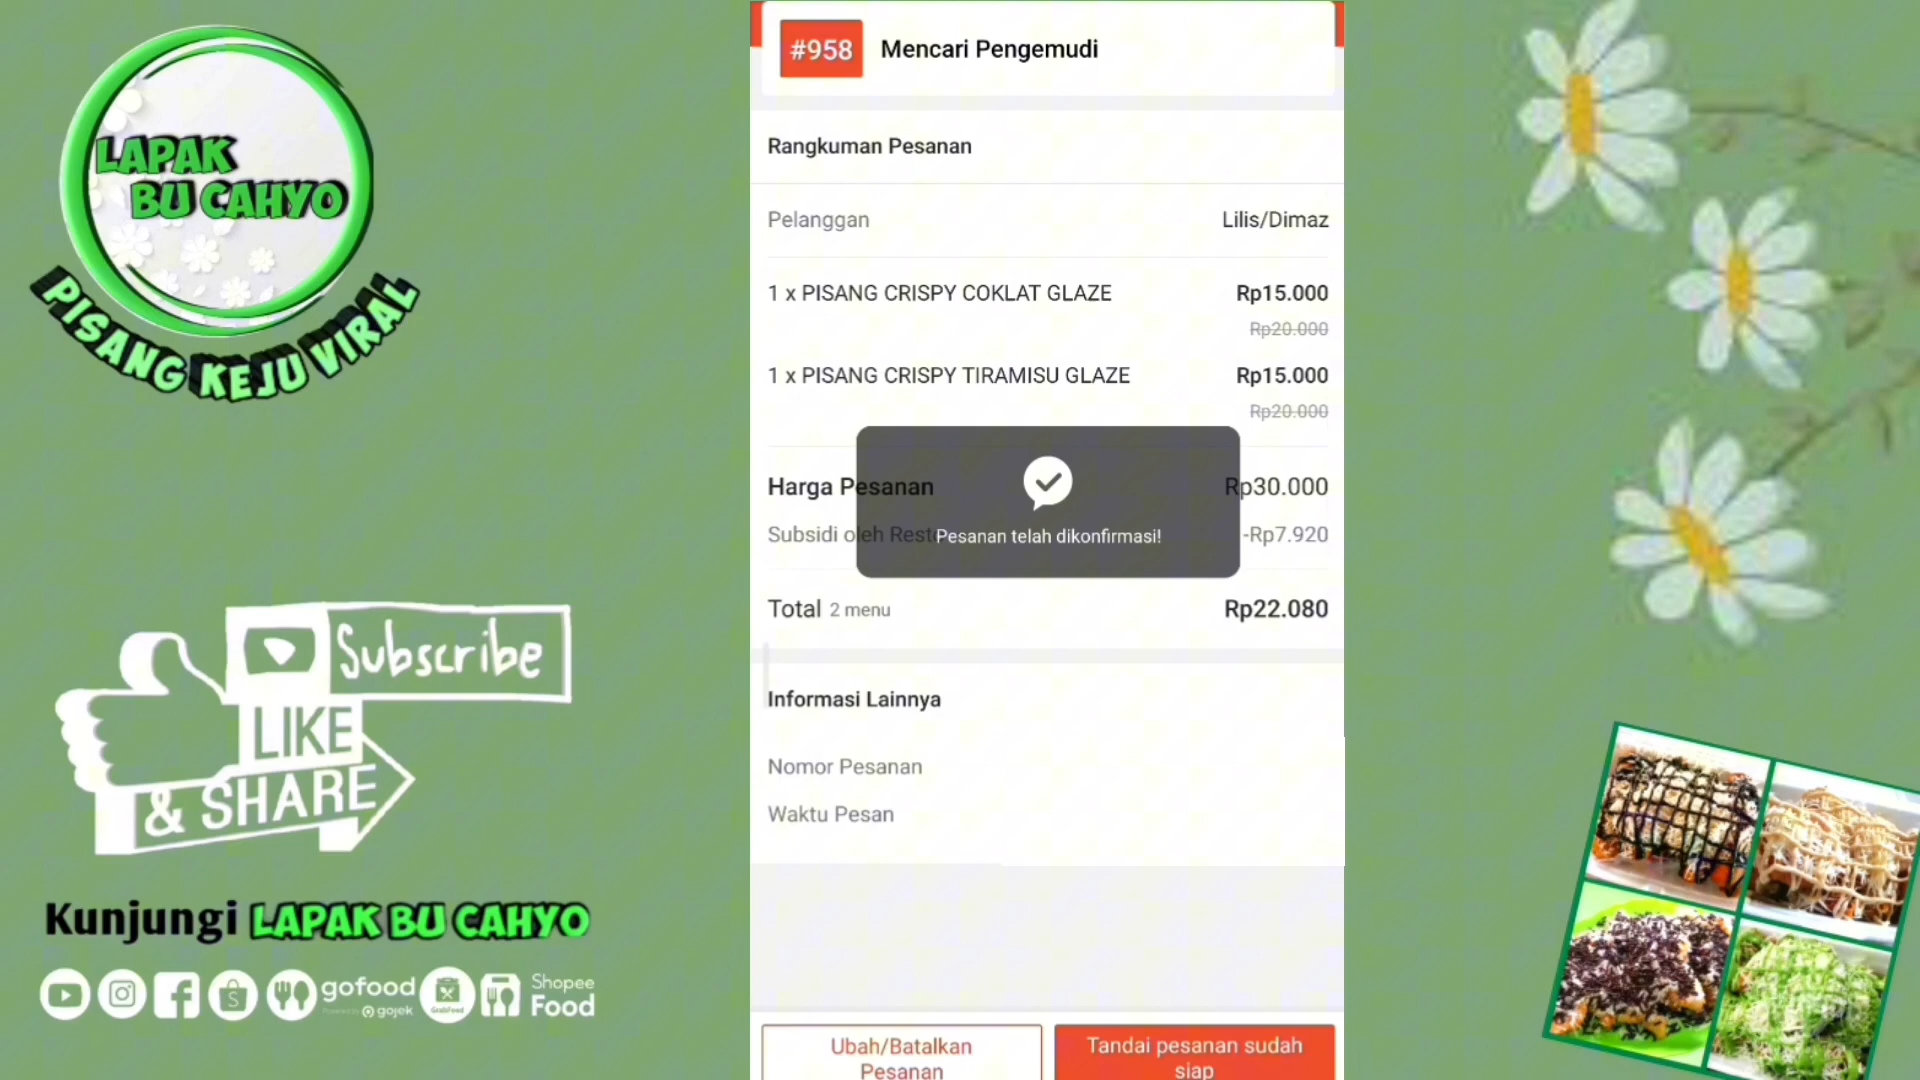 LAPAK
BU CAHYO
PISANG KEJU VIRAL
Subscribe
LIKE
& SHARE
Kunjungi LAPAK BU CAHYO
gofood
gojek
GrabFood
Shopee
Food
#958 Mencari Pengemudi
Rangkuman Pesanan
Pelanggan Lilis/Dimaz
1 x PISANG CRISPY COKLAT GLAZE Rp15.000
Rp20.000
1 x PISANG CRISPY TIRAMISU GLAZE Rp15.000
Rp20.000
Harga Pesanan Rp30.000
Subsidi oleh -Rp7.920
Pesanan telah dikonfirmasi!
Total 2 menu Rp22.080
Informasi Lainnya
Nomor Pesanan
Waktu Pesan
Ubah/Batalkan
Pesanan
Tandai pesanan sudah
siap